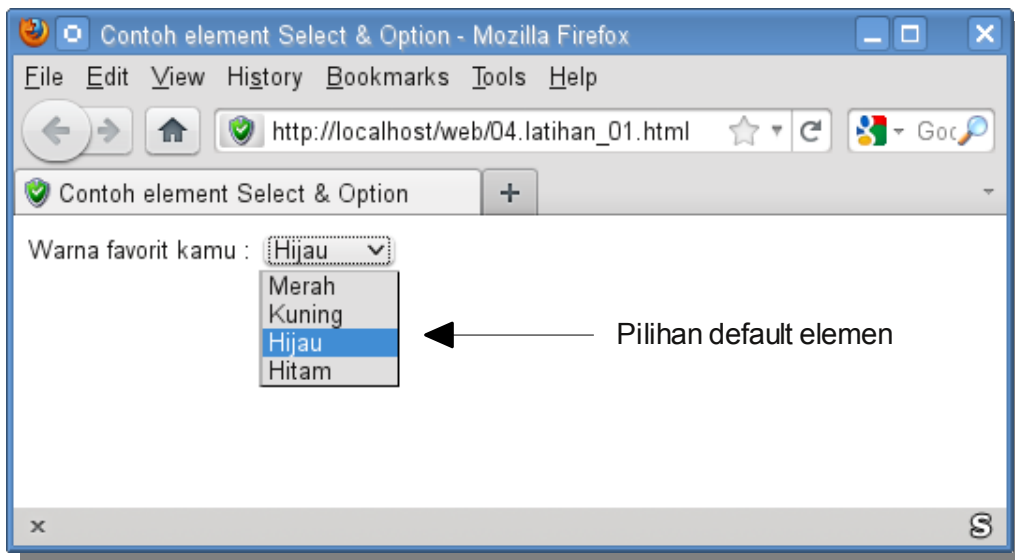 Contoh element Select & Option - Mozilla Firefox
File Edit View History Bookmarks Tools Help
http://localhost/web/04.latihan_01.html
Goo
Contoh element Select & Option
+
Warna favorit kamu : Hijau
Merah
Kuning
Hijau
Hitam
Pilihan default elemen
x
S